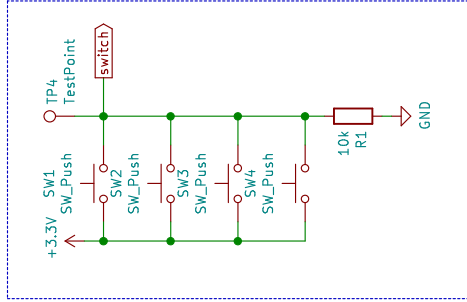 switch
TP4
TestPoint
SW1
SW_Push
SW2
SW_Push
SW3
SW_Push
SW4
SW_Push
10k
R1
GND
+3.3V